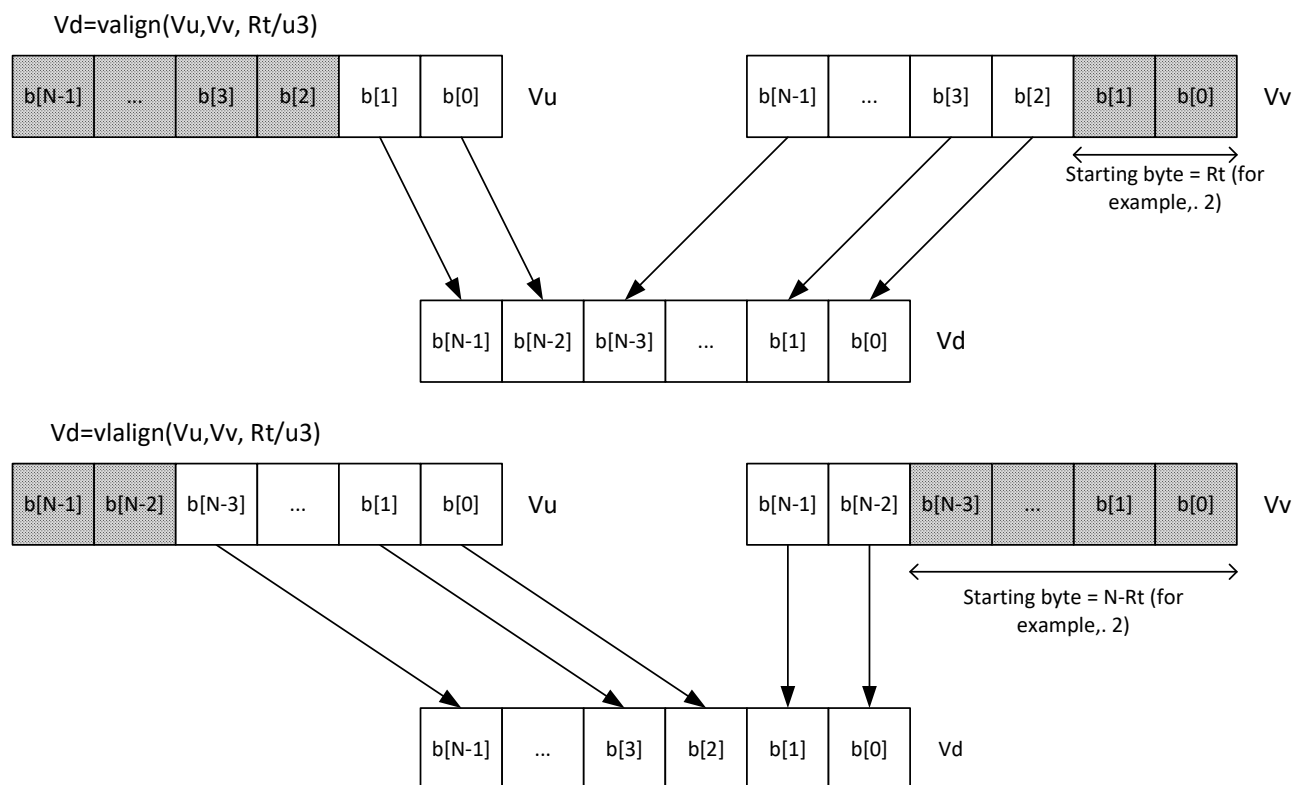 Vd=valign(Vu,Vv, Rt/u3)
b[N-1] ... b[3] b[2] b[1] b[0] Vu b[N-1] ... b[3] b[2] b[1] b[0] Vv
Starting byte = Rt (for
example,. 2)
b[N-1] b[N-2] b[N-3] ... b[1] b[0] Vd
Vd=vlalign(Vu,Vv, Rt/u3)
b[N-1] b[N-2] b[N-3] ... b[1] b[0] Vu b[N-1] b[N-2] b[N-3] ... b[1] b[0] Vv
Starting byte = N-Rt (for
example,. 2)
b[N-1] ... b[3] b[2] b[1] b[0] Vd